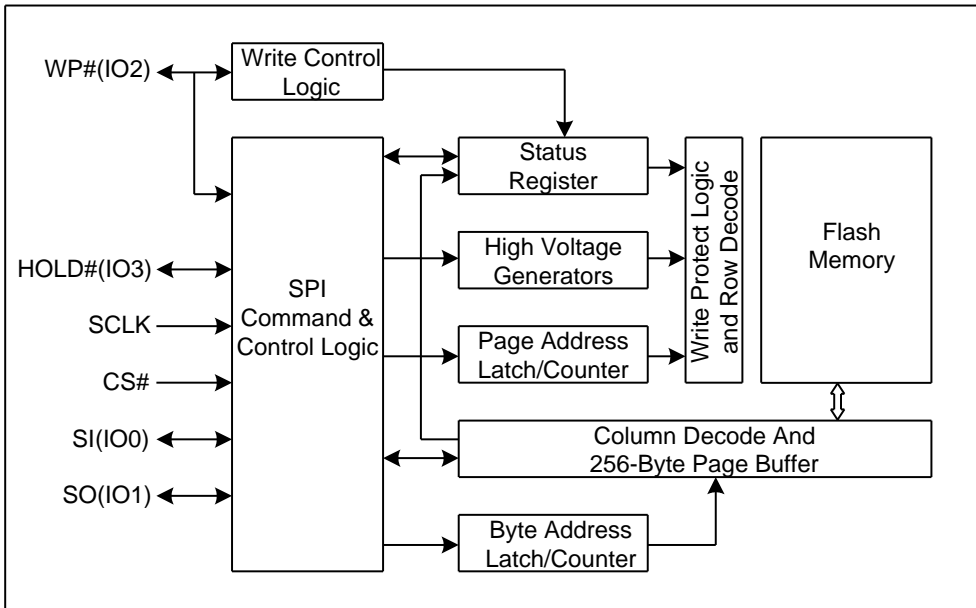 WP#(IO2)
Write Control
Logic
HOLD#(IO3)
SCLK
CS#
SI(IO0)
SO(IO1)
SPI
Command &
Control Logic
Status
Register
High Voltage
Generators
Page Address
Latch/Counter
Write Protect Logic
and Row Decode
Flash
Memory
Column Decode And
256-Byte Page Buffer
Byte Address
Latch/Counter